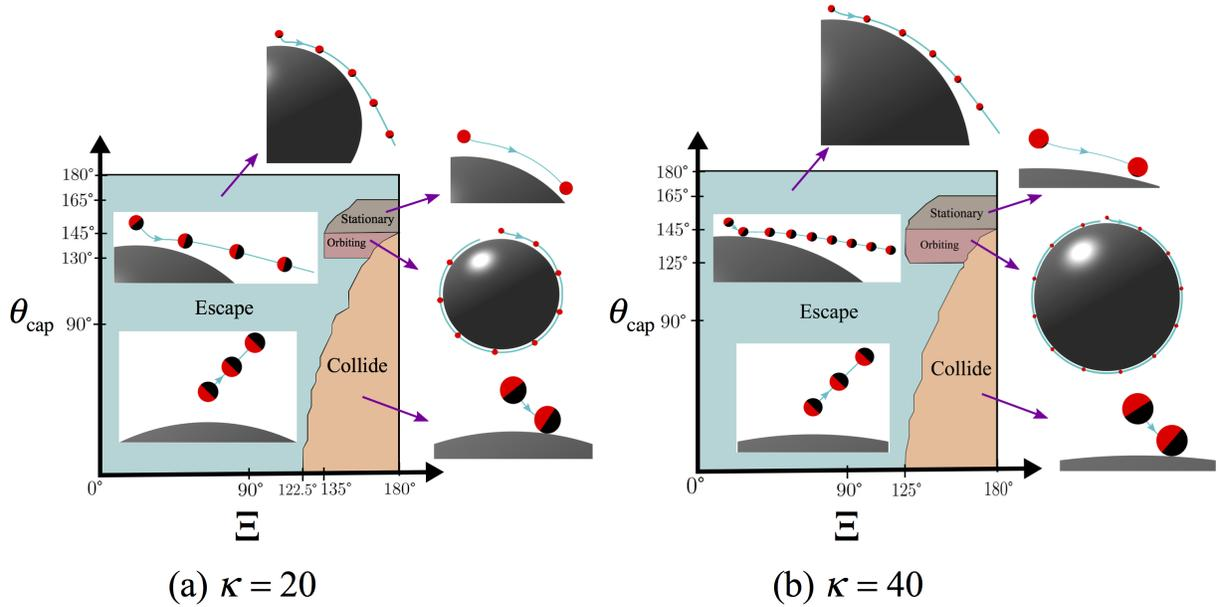 180°
165°
145°
130°
90°
θcap
Stationary
Orbiting
Escape
Collide
0°
90°
122.5°
135°
180°
Ξ
(a) κ = 20
180°
165°
145°
125°
90°
θcap
Stationary
Orbiting
Escape
Collide
0°
90°
125°
180°
Ξ
(b) κ = 40